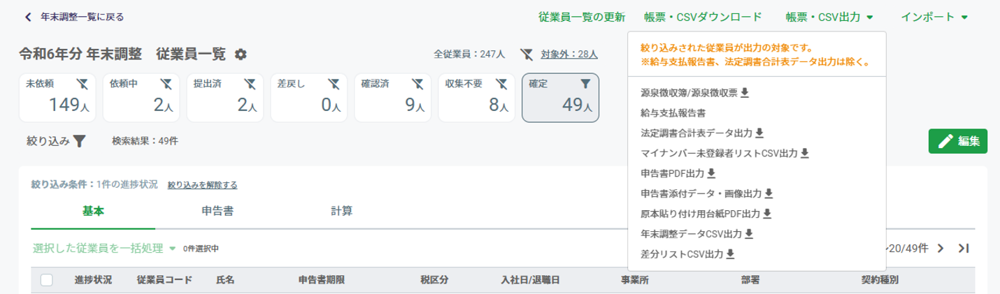 年末調整一覧に戻る
従業員一覧の更新
帳票・CSVダウンロード
帳票・CSV出力
インポート
令和6年分 年末調整　従業員一覧
全従業員：247人
対象外：28人
未依頼
149人
依頼中
2人
提出済
2人
差戻し
0人
確認済
9人
収集不要
8人
確定
49人
絞り込み
検索結果：49件
編集
絞り込みされた従業員が出力の対象です。
※給与支払報告書、法定調書合計表データ出力は除く。
源泉徴収簿/源泉徴収票
給与支払報告書
法定調書合計表データ出力
マイナンバー未登録者リストCSV出力
申告書PDF出力
申告書添付データ・画像出力
原本貼り付け用台紙PDF出力
年末調整データCSV出力
差分リストCSV出力
絞り込み条件：1件の進捗状況
絞り込みを解除する
基本
申告書
計算
選択した従業員を一括処理
0件選択中
20/49件
進捗状況
従業員コード
氏名
申告書期限
税区分
入社日/退職日
事業所
部署
契約種別